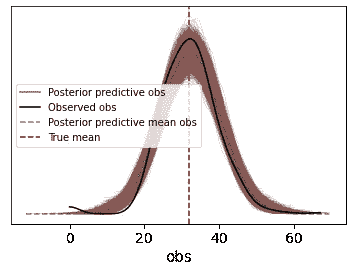 Posterior predictive obs
Observed obs
Posterior predictive mean obs
True mean
0 20 40 60
obs